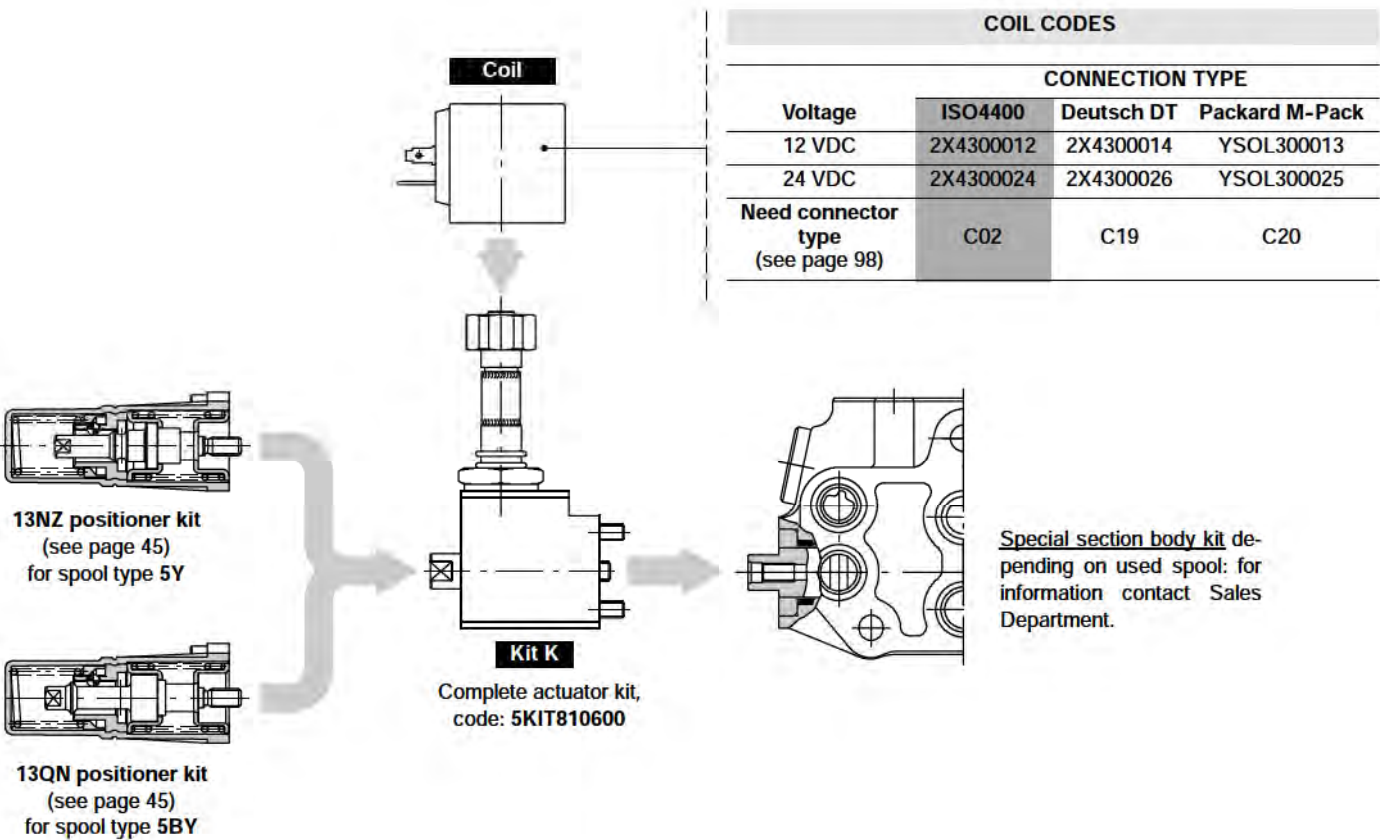 COIL CODES
Coil
CONNECTION TYPE
Voltage ISO4400 Deutsch DT Packard M-Pack
12 VDC 2X4300012 2X4300014 YSOL300013
24 VDC 2X4300024 2X4300026 YSOL300025
Need connector
type
(see page 98)
C02 C19 C20
13NZ positioner kit
(see page 45)
for spool type 5Y
Special section body kit de-
pending on used spool: for
information contact Sales
Department.
Kit K
Complete actuator kit,
code: 5KIT810600
13QN positioner kit
(see page 45)
for spool type 5BY